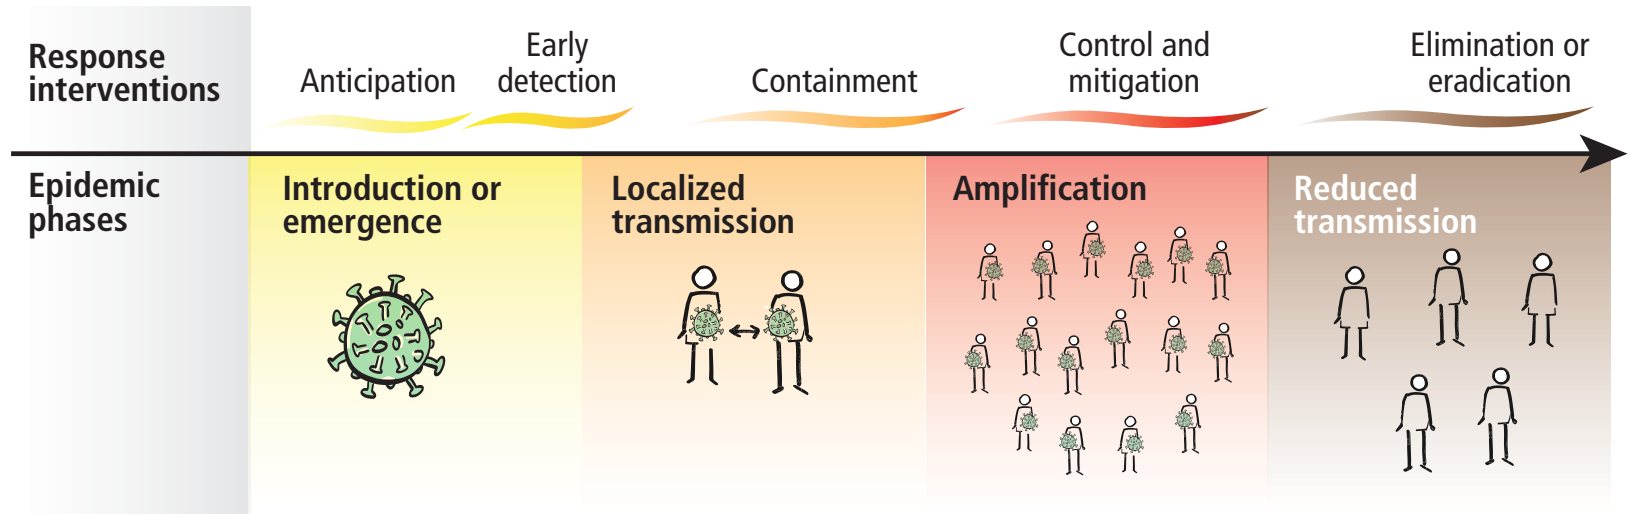 Response
interventions
Anticipation
Early
detection
Containment
Control and
mitigation
Elimination or
eradication
Epidemic
phases
Introduction or
emergence
Localized
transmission
Amplification
Reduced
transmission